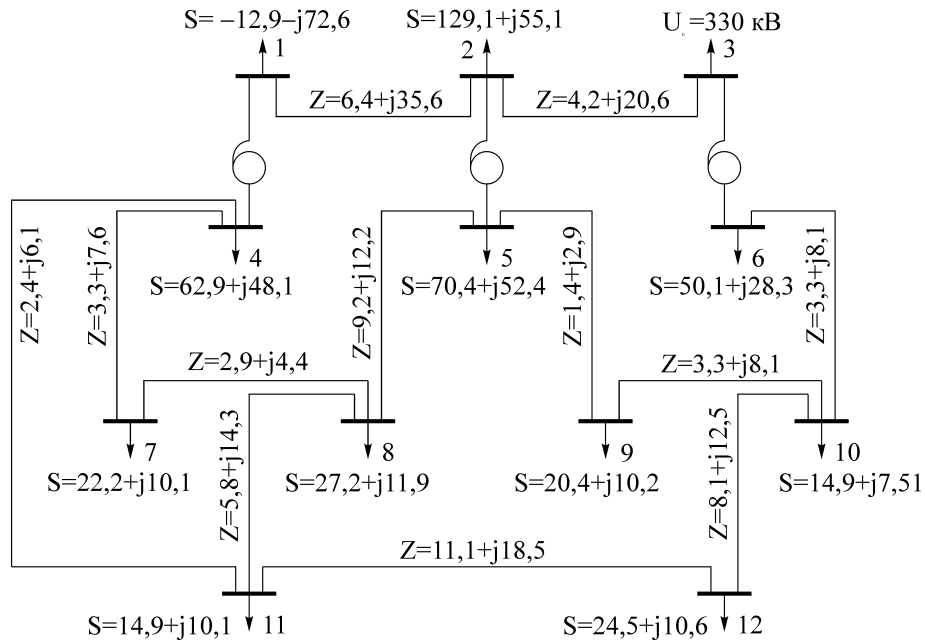 S= –12,9–j72,6
S=129,1+j55,1
U =330 кВ
1
2
3
Z=6,4+j35,6
Z=4,2+j20,6
4
5
6
S=62,9+j48,1
S=70,4+j52,4
S=50,1+j28,3
Z=2,4+j6,1
Z=3,3+j7,6
Z=9,2+j12,2
Z=1,4+j2,9
Z=3,3+j8,1
Z=2,9+j4,4
Z=3,3+j8,1
7
8
9
10
S=22,2+j10,1
S=27,2+j11,9
S=20,4+j10,2
S=14,9+j7,51
Z=5,8+j14,3
Z=8,1+j12,5
Z=11,1+j18,5
S=14,9+j10,1
11
S=24,5+j10,6
12